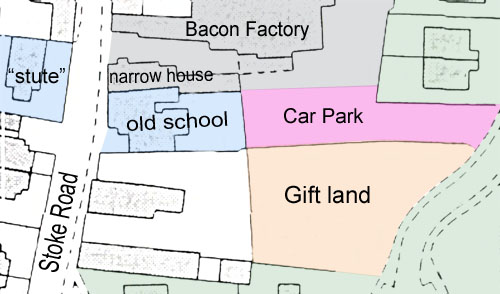 Bacon Factory
"stute"
narrow house
old school
Car Park
Gift land
Stoke Road